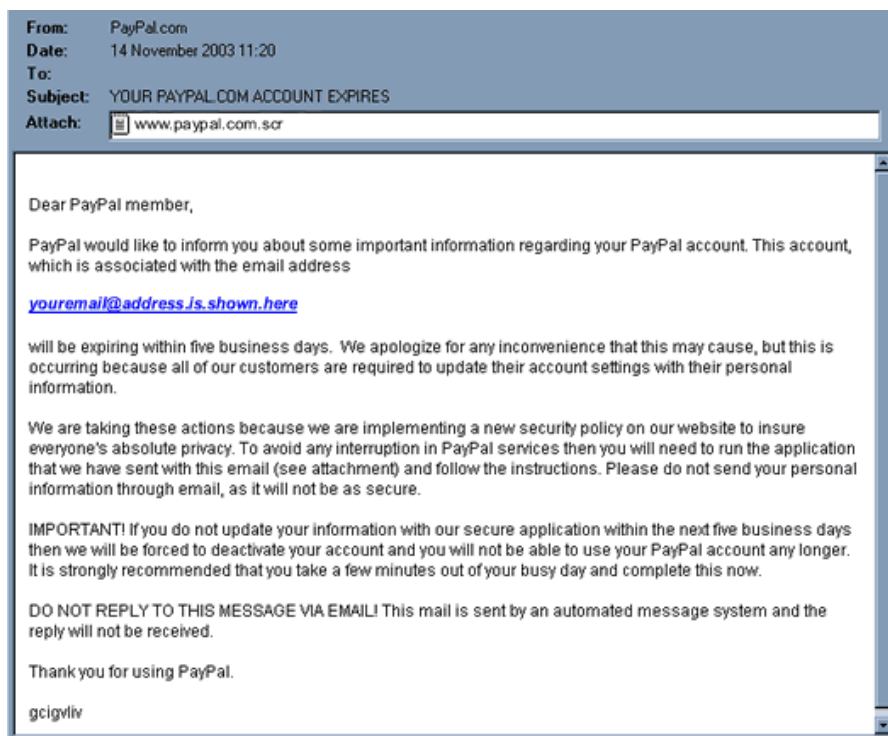 From: PayPal.com
Date: 14 November 2003 11:20
To:
Subject: YOUR PAYPAL.COM ACCOUNT EXPIRES
Attach: www.paypal.com.scr
Dear PayPal member,
PayPal would like to inform you about some important information regarding your PayPal account. This account,
which is associated with the email address
youremail@address.is.shown.here
will be expiring within five business days. We apologize for any inconvenience that this may cause, but this is
occurring because all of our customers are required to update their account settings with their personal
information.
We are taking these actions because we are implementing a new security policy on our website to insure
everyone's absolute privacy. To avoid any interruption in PayPal services then you will need to run the application
that we have sent with this email (see attachment) and follow the instructions. Please do not send your personal
information through email, as it will not be as secure.
IMPORTANT! If you do not update your information with our secure application within the next five business days
then we will be forced to deactivate your account and you will not be able to use your PayPal account any longer.
It is strongly recommended that you take a few minutes out of your busy day and complete this now.
DO NOT REPLY TO THIS MESSAGE VIA EMAIL! This mail is sent by an automated message system and the
reply will not be received.
Thank you for using PayPal.
gcigvliv